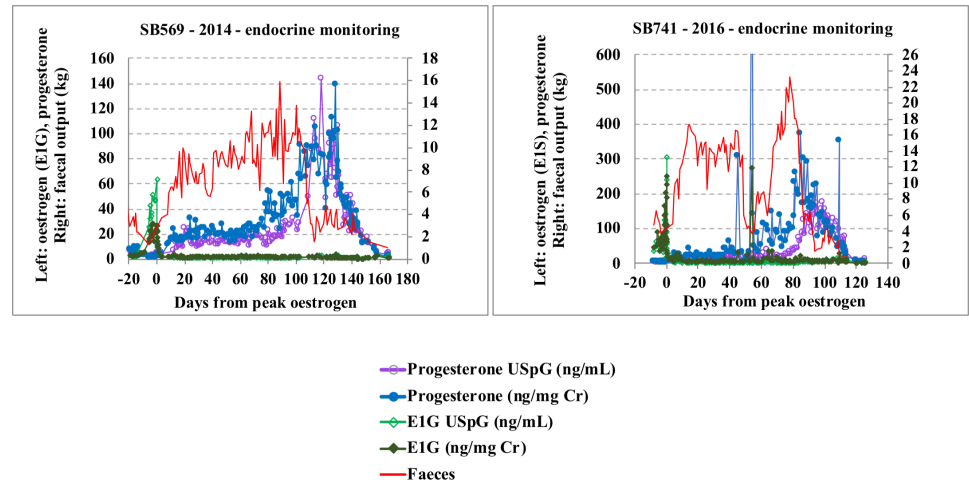 SB569 - 2014 - endocrine monitoring
Left: oestrogen (E1G), progesterone
Right: faecal output (kg)
160
140
120
100
80
60
40
20
0
18
16
14
12
10
8
6
4
2
0
-20 0 20 40 60 80 100 120 140 160 180
Days from peak oestrogen
SB741 - 2016 - endocrine monitoring
Left: oestrogen (E1S), progesterone
Right: faecal output (kg)
600
500
400
300
200
100
0
26
24
22
20
18
16
14
12
10
8
6
4
2
0
-20 0 20 40 60 80 100 120 140
Days from peak oestrogen
Progesterone USpG (ng/mL)
Progesterone (ng/mg Cr)
E1G USpG (ng/mL)
E1G (ng/mg Cr)
Faeces